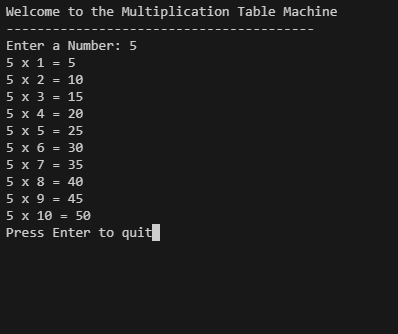 Welcome to the Multiplication Table Machine
----------------------------------------
Enter a Number: 5
5 x 1 = 5
5 x 2 = 10
5 x 3 = 15
5 x 4 = 20
5 x 5 = 25
5 x 6 = 30
5 x 7 = 35
5 x 8 = 40
5 x 9 = 45
5 x 10 = 50
Press Enter to quit